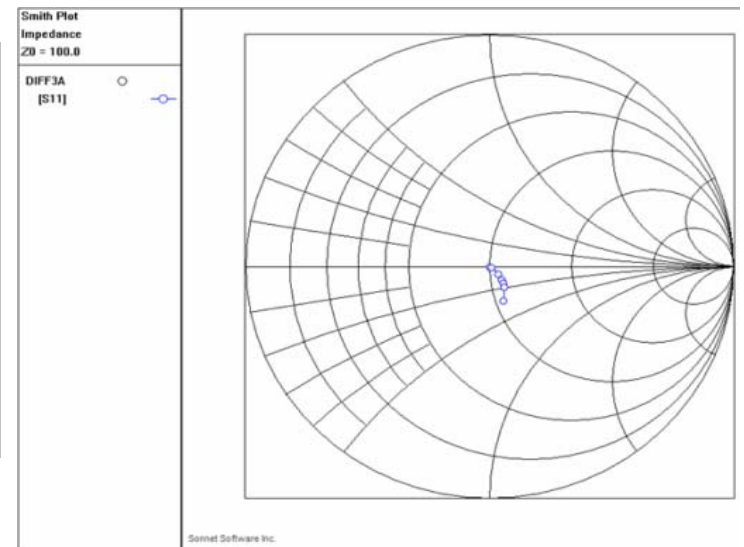 Smith Plot
Impedance
Z0 = 100.0
DIFF3A
[S11]
Sonnet Software Inc.